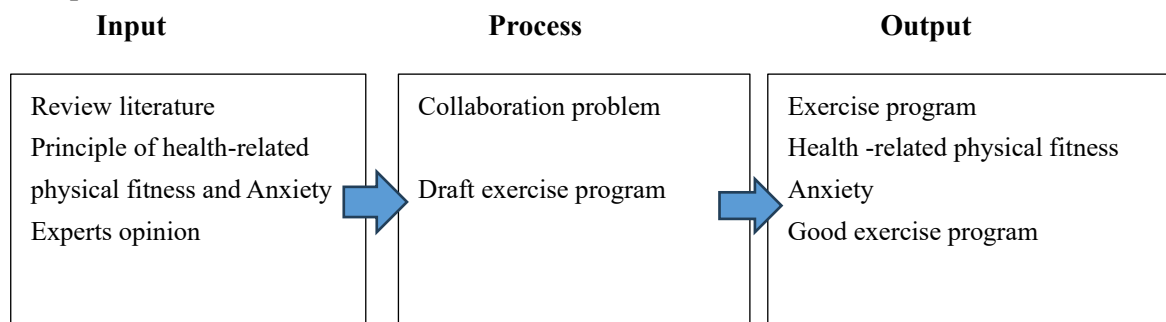 Input
Process
Output
Review literature
Principle of health-related
physical fitness and Anxiety
Experts opinion
Collaboration problem
Draft exercise program
Exercise program
Health -related physical fitness
Anxiety
Good exercise program